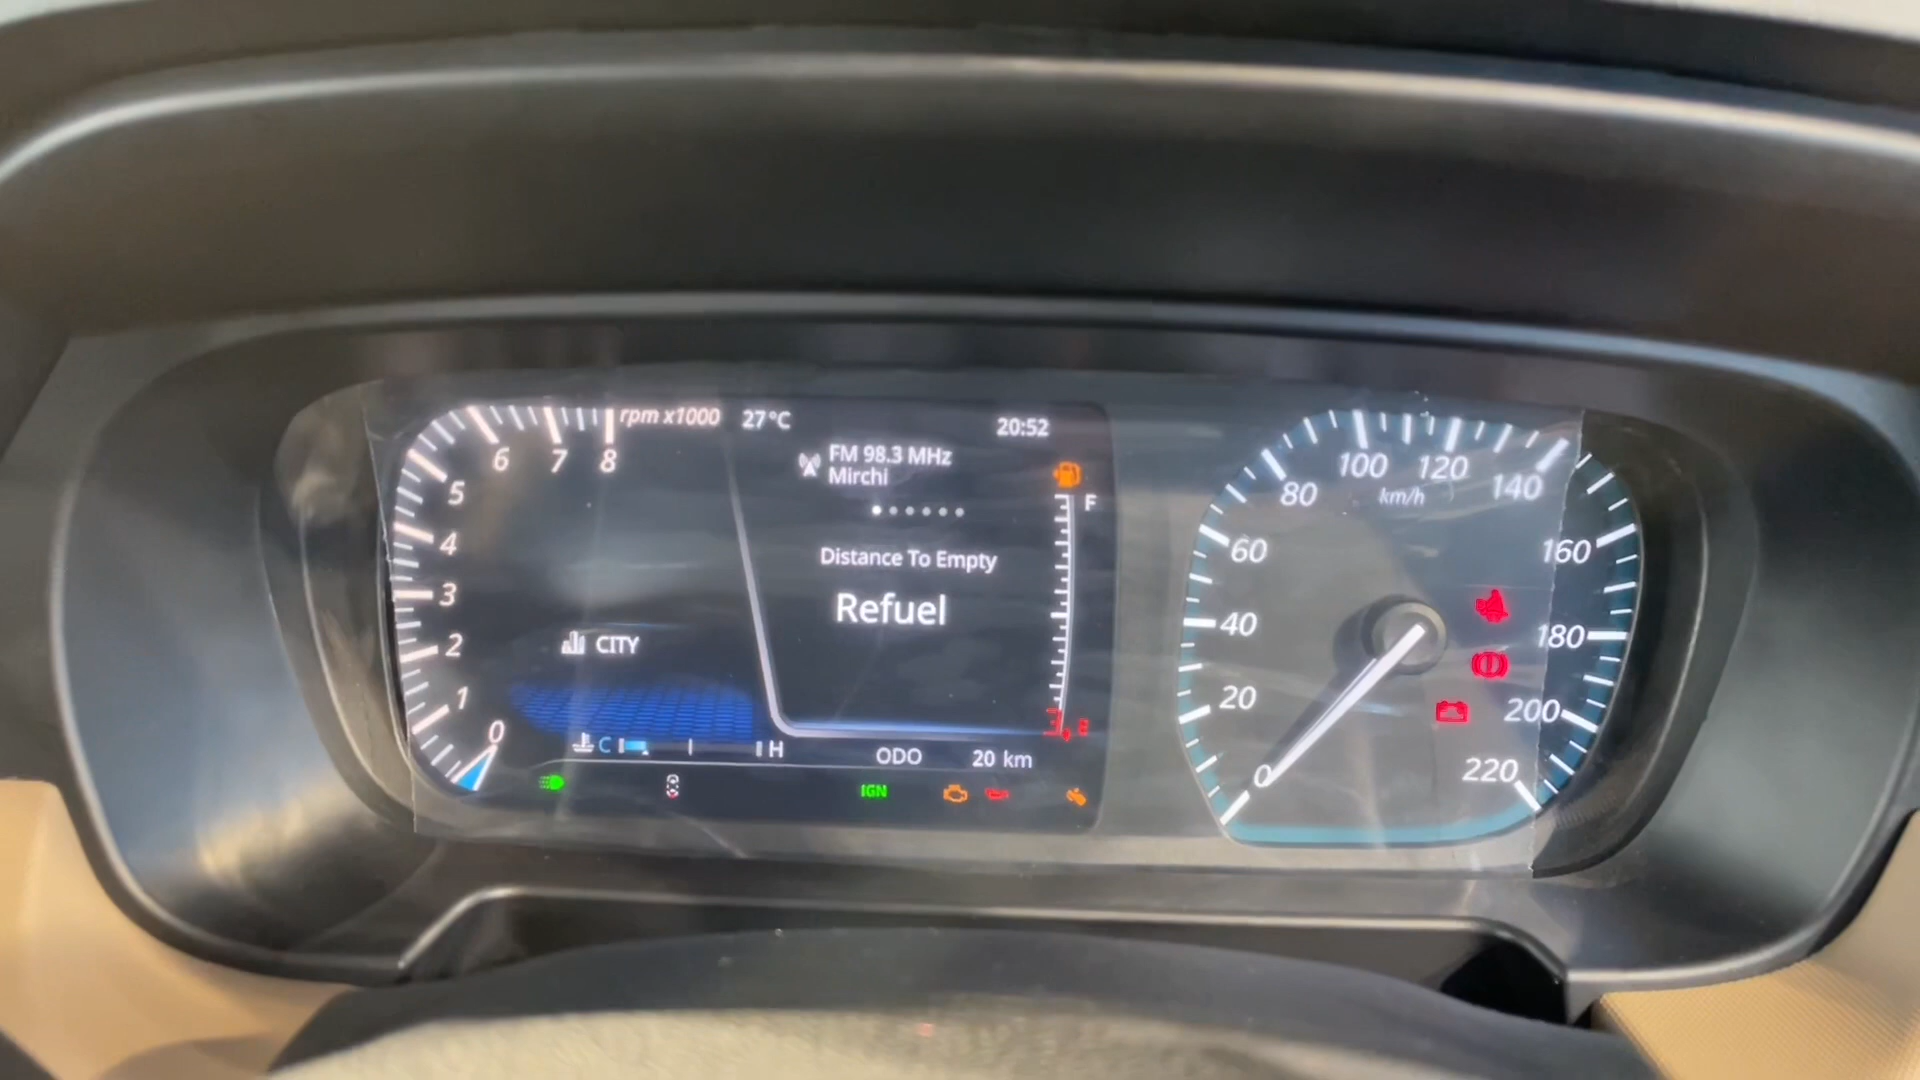 rpm x1000
27°C
20:52
FM 98.3 MHz
Mirchi
Distance To Empty
Refuel
F
E
8
7
6
5
4
3
2
1
0
CITY
C
H
ODO 20 km
IGN
km/h
0
20
40
60
80
100
120
140
160
180
200
220